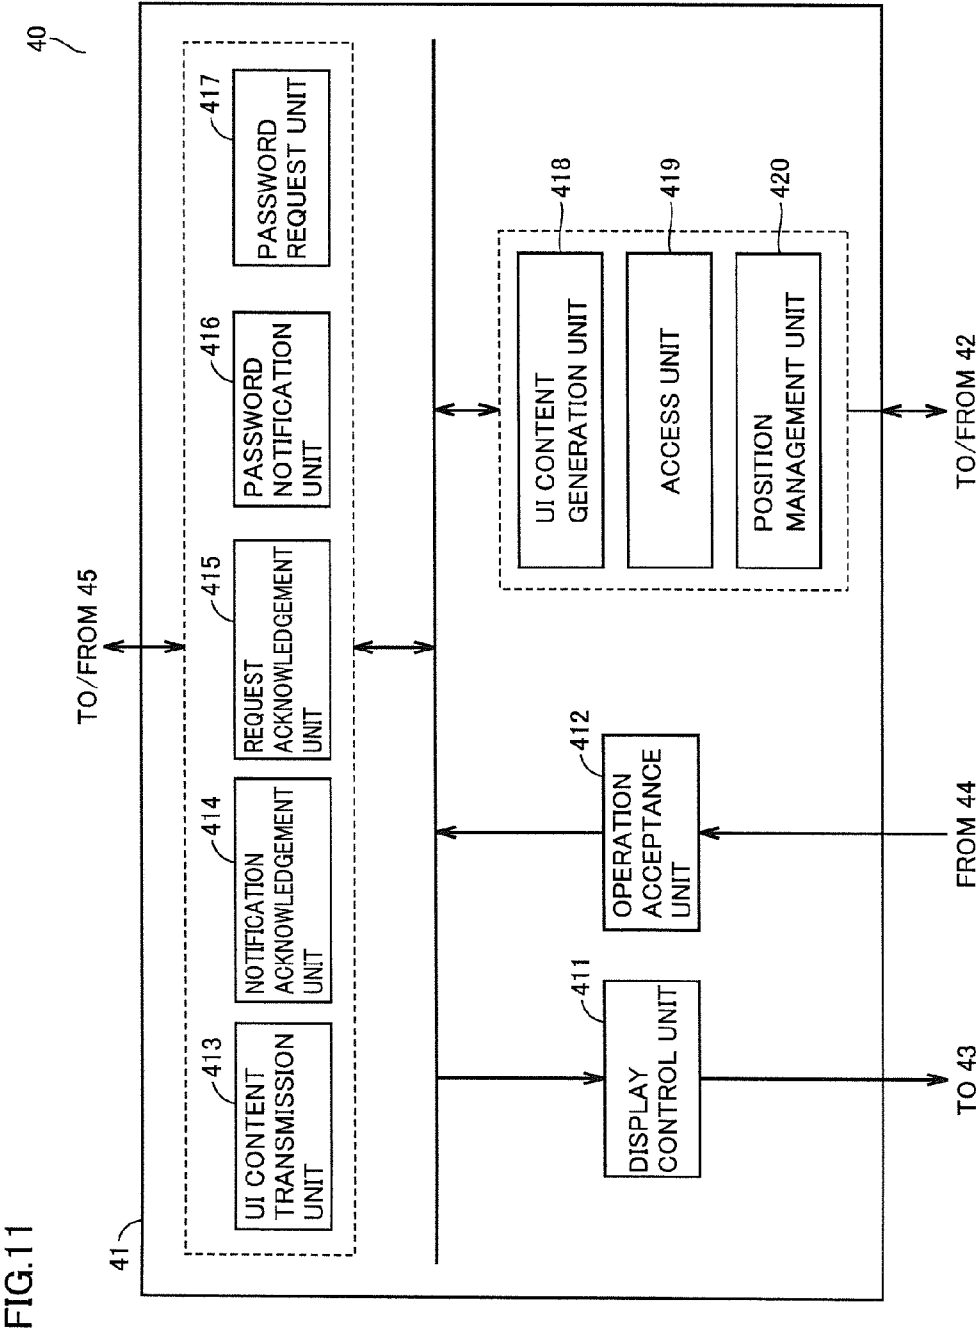 FIG.11
40
41
TO/FROM 45
413
UI CONTENT
TRANSMISSION
UNIT
414
NOTIFICATION
ACKNOWLEDGEMENT
UNIT
415
REQUEST
ACKNOWLEDGEMENT
UNIT
416
PASSWORD
NOTIFICATION
UNIT
417
PASSWORD
REQUEST UNIT
411
DISPLAY
CONTROL UNIT
412
OPERATION
ACCEPTANCE
UNIT
418
UI CONTENT
GENERATION UNIT
419
ACCESS UNIT
420
POSITION
MANAGEMENT UNIT
TO 43
FROM 44
TO/FROM 42